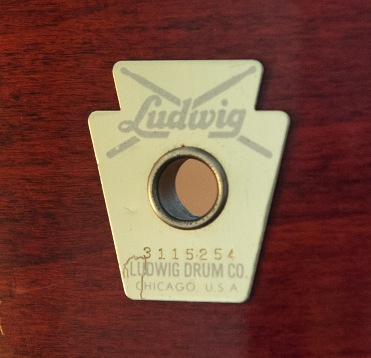 Ludwig
3115254
LUDWIG DRUM CO.
CHICAGO, U.S.A